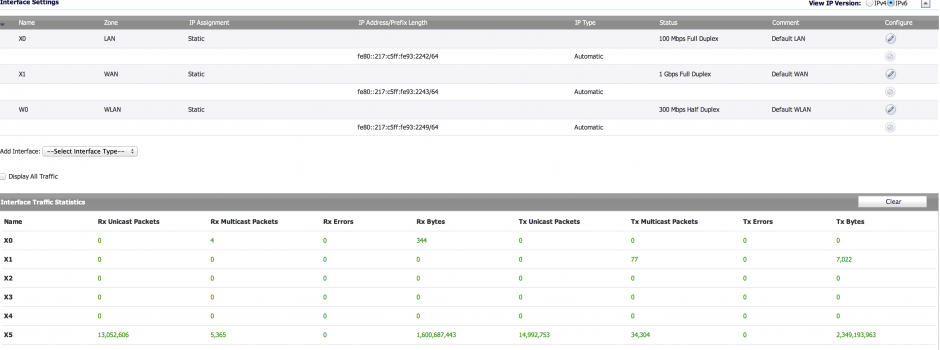 Interface Settings View IP Version: IPv4 IPv6
Name Zone IP Assignment IP Address/Prefix Length IP Type Status Comment Configure
X0 LAN Static 100 Mbps Full Duplex Default LAN
fe80::217:c5ff:fe93:2242/64 Automatic
X1 WAN Static 1 Gbps Full Duplex Default WAN
fe80::217:c5ff:fe93:2243/64 Automatic
W0 WLAN Static 300 Mbps Half Duplex Default WLAN
fe80::217:c5ff:fe93:2249/64 Automatic
Add Interface: --Select Interface Type--
Display All Traffic
Interface Traffic Statistics Clear
Name Rx Unicast Packets Rx Multicast Packets Rx Errors Rx Bytes Tx Unicast Packets Tx Multicast Packets Tx Errors Tx Bytes
X0 0 4 0 344 0 0 0 0
X1 0 0 0 0 0 77 0 7,022
X2 0 0 0 0 0 0 0 0
X3 0 0 0 0 0 0 0 0
X4 0 0 0 0 0 0 0 0
X5 13,052,606 5,365 0 1,600,687,443 14,992,753 34,304 0 2,349,193,963